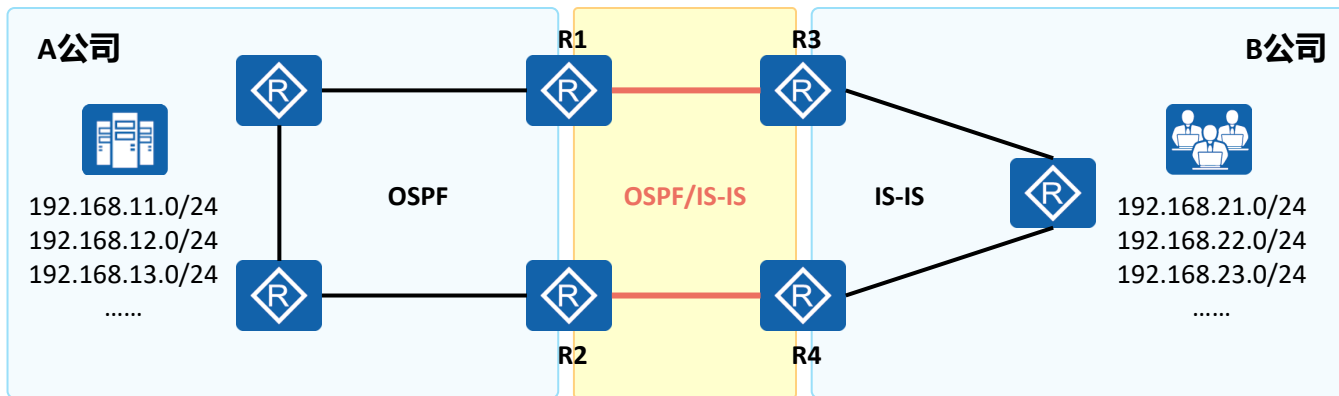 A公司
R1
R3
B公司
R
R
R
192.168.11.0/24
192.168.12.0/24
192.168.13.0/24
……
OSPF
OSPF/IS-IS
IS-IS
R
192.168.21.0/24
192.168.22.0/24
192.168.23.0/24
……
R
R
R
R2
R4